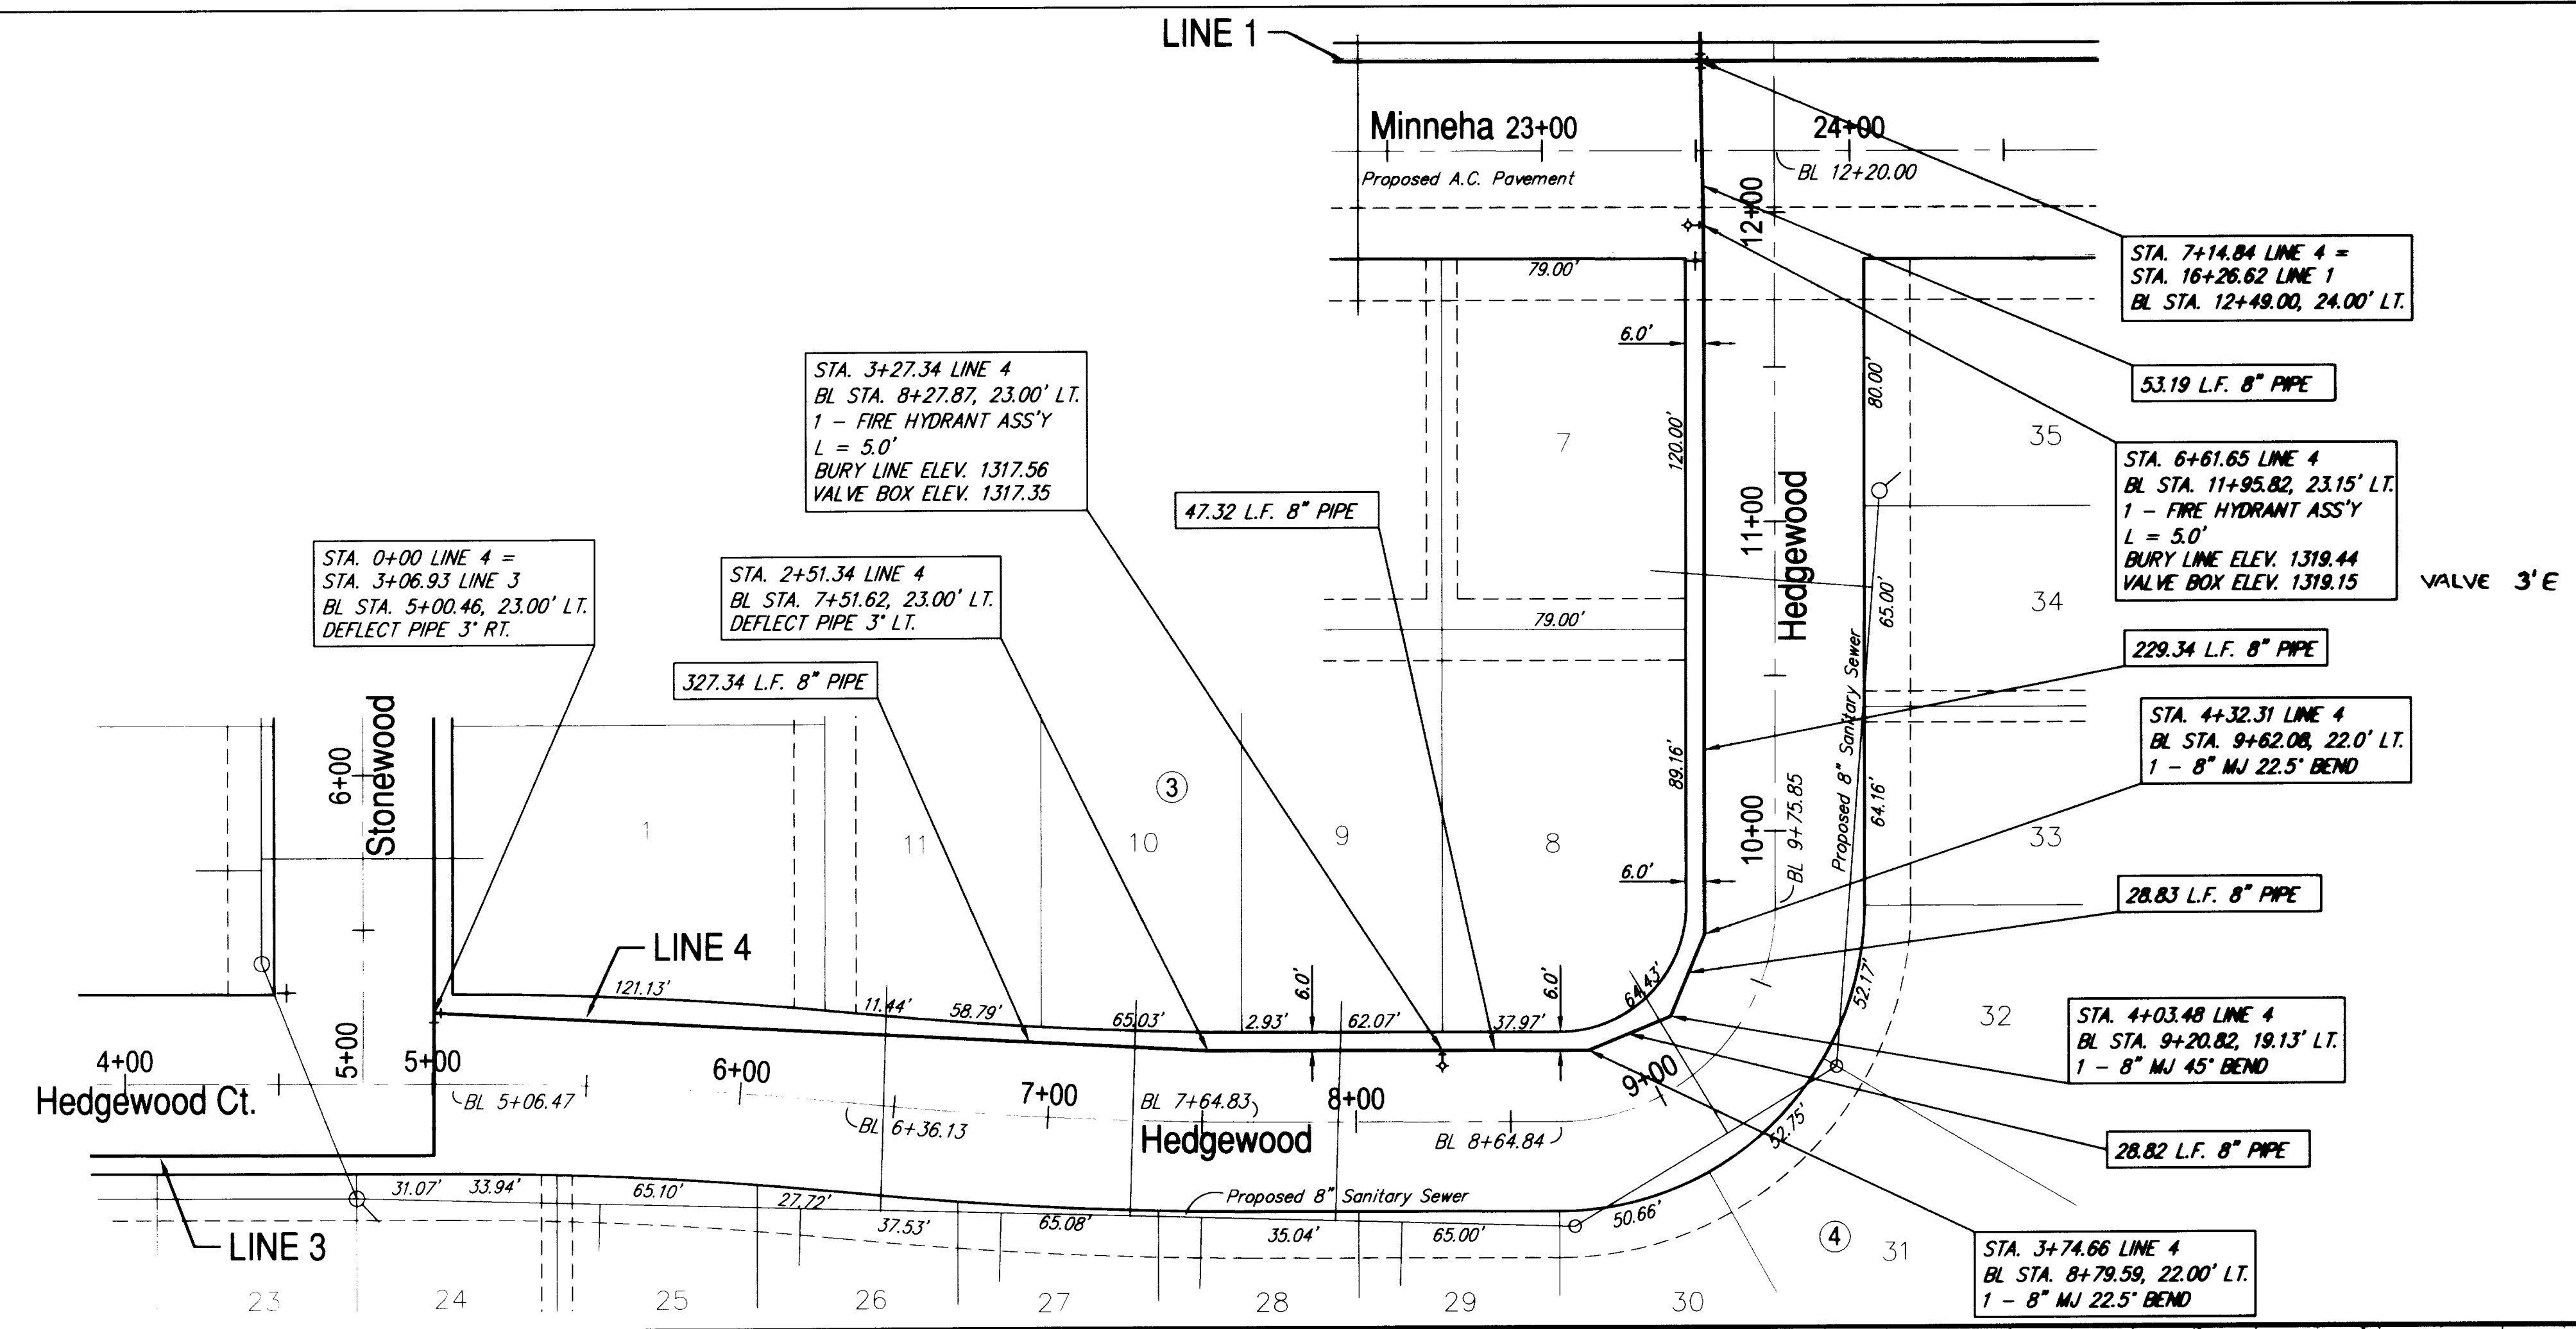 LINE 1
Minneha 23+00
24+00
BL 12+20.00
Proposed A.C. Pavement
12+00
79.00'
STA. 7+14.84 LINE 4 =
STA. 16+26.62 LINE 1
BL STA. 12+49.00, 24.00' LT.
6.0'
53.19 L.F. 8" PIPE
80.00'
120.00'
7
35
STA. 3+27.34 LINE 4
BL STA. 8+27.87, 23.00' LT.
1 - FIRE HYDRANT ASS'Y
L = 5.0'
BURY LINE ELEV. 1317.56
VALVE BOX ELEV. 1317.35
47.32 L.F. 8" PIPE
STA. 6+61.65 LINE 4
BL STA. 11+95.82, 23.15' LT.
1 - FIRE HYDRANT ASS'Y
L = 5.0'
BURY LINE ELEV. 1319.44
VALVE BOX ELEV. 1319.15
VALVE 3'E
11+00
Hedgewood
65.00'
34
STA. 0+00 LINE 4 =
STA. 3+06.93 LINE 3
BL STA. 5+00.46, 23.00' LT.
DEFLECT PIPE 3° RT.
STA. 2+51.34 LINE 4
BL STA. 7+51.62, 23.00' LT.
DEFLECT PIPE 3° LT.
79.00'
229.34 L.F. 8" PIPE
327.34 L.F. 8" PIPE
Proposed 8" Sanitary Sewer
STA. 4+32.31 LINE 4
BL STA. 9+62.08, 22.0' LT.
1 - 8" MJ 22.5° BEND
6+00
Stonewood
89.16'
64.16'
3
1
11
10
9
8
10+00
BL 9+75.85
33
6.0'
28.83 L.F. 8" PIPE
LINE 4
121.13'
11.44'
58.79'
65.03'
2.93'
6.0'
62.07'
37.97'
6.0'
64.43'
52.17'
32
STA. 4+03.48 LINE 4
BL STA. 9+20.82, 19.13' LT.
1 - 8" MJ 45° BEND
4+00
5+00
5+00
6+00
7+00
8+00
9+00
Hedgewood Ct.
BL 5+06.47
BL 6+36.13
BL 7+64.83
Hedgewood
BL 8+64.84
52.75'
28.82 L.F. 8" PIPE
31.07'
33.94'
65.10'
27.72'
37.53'
65.08'
Proposed 8" Sanitary Sewer
35.04'
65.00'
50.66'
LINE 3
4
31
STA. 3+74.66 LINE 4
BL STA. 8+79.59, 22.00' LT.
1 - 8" MJ 22.5° BEND
23
24
25
26
27
28
29
30